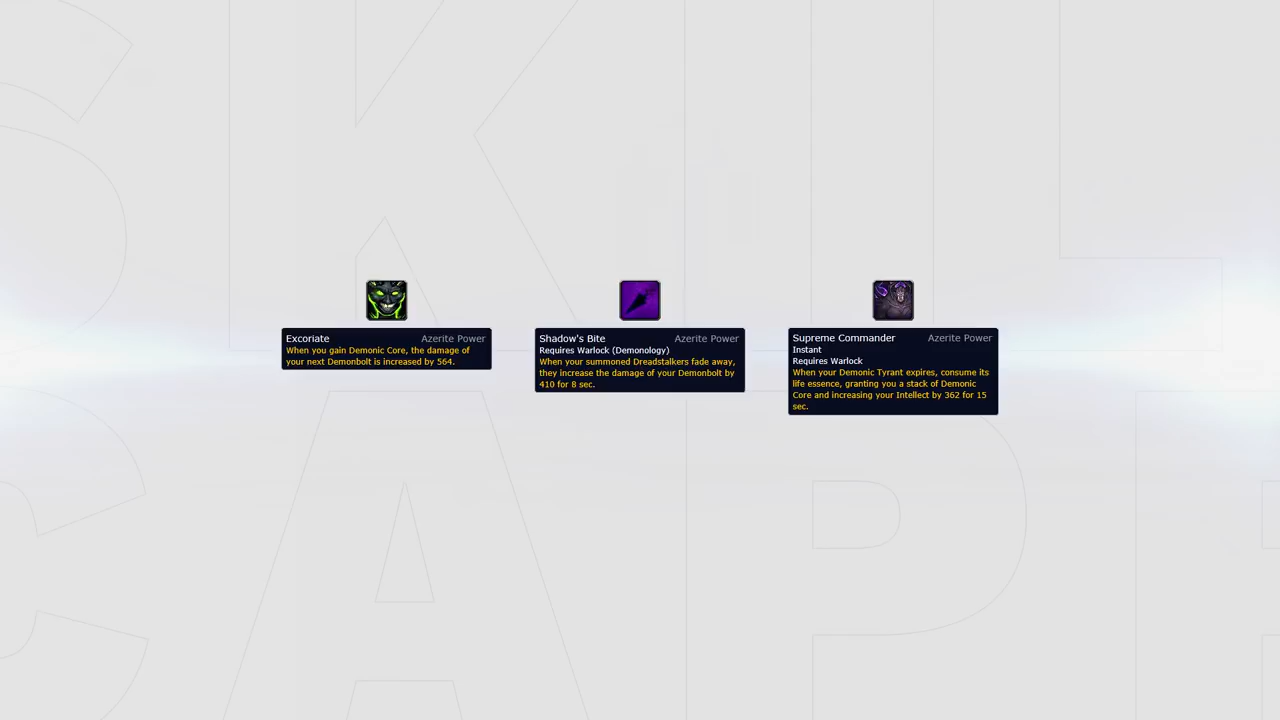 SKILL
CAPE
Excoriate Azerite Power
When you gain Demonic Core, the damage of
your next Demonbolt is increased by 564.
Shadow's Bite Azerite Power
Requires Warlock (Demonology)
When your summoned Dreadstalkers fade away,
they increase the damage of your Demonbolt by
410 for 8 sec.
Supreme Commander Azerite Power
Instant
Requires Warlock
When your Demonic Tyrant expires, consume its
life essence, granting you a stack of Demonic
Core and increasing your Intellect by 362 for 15
sec.